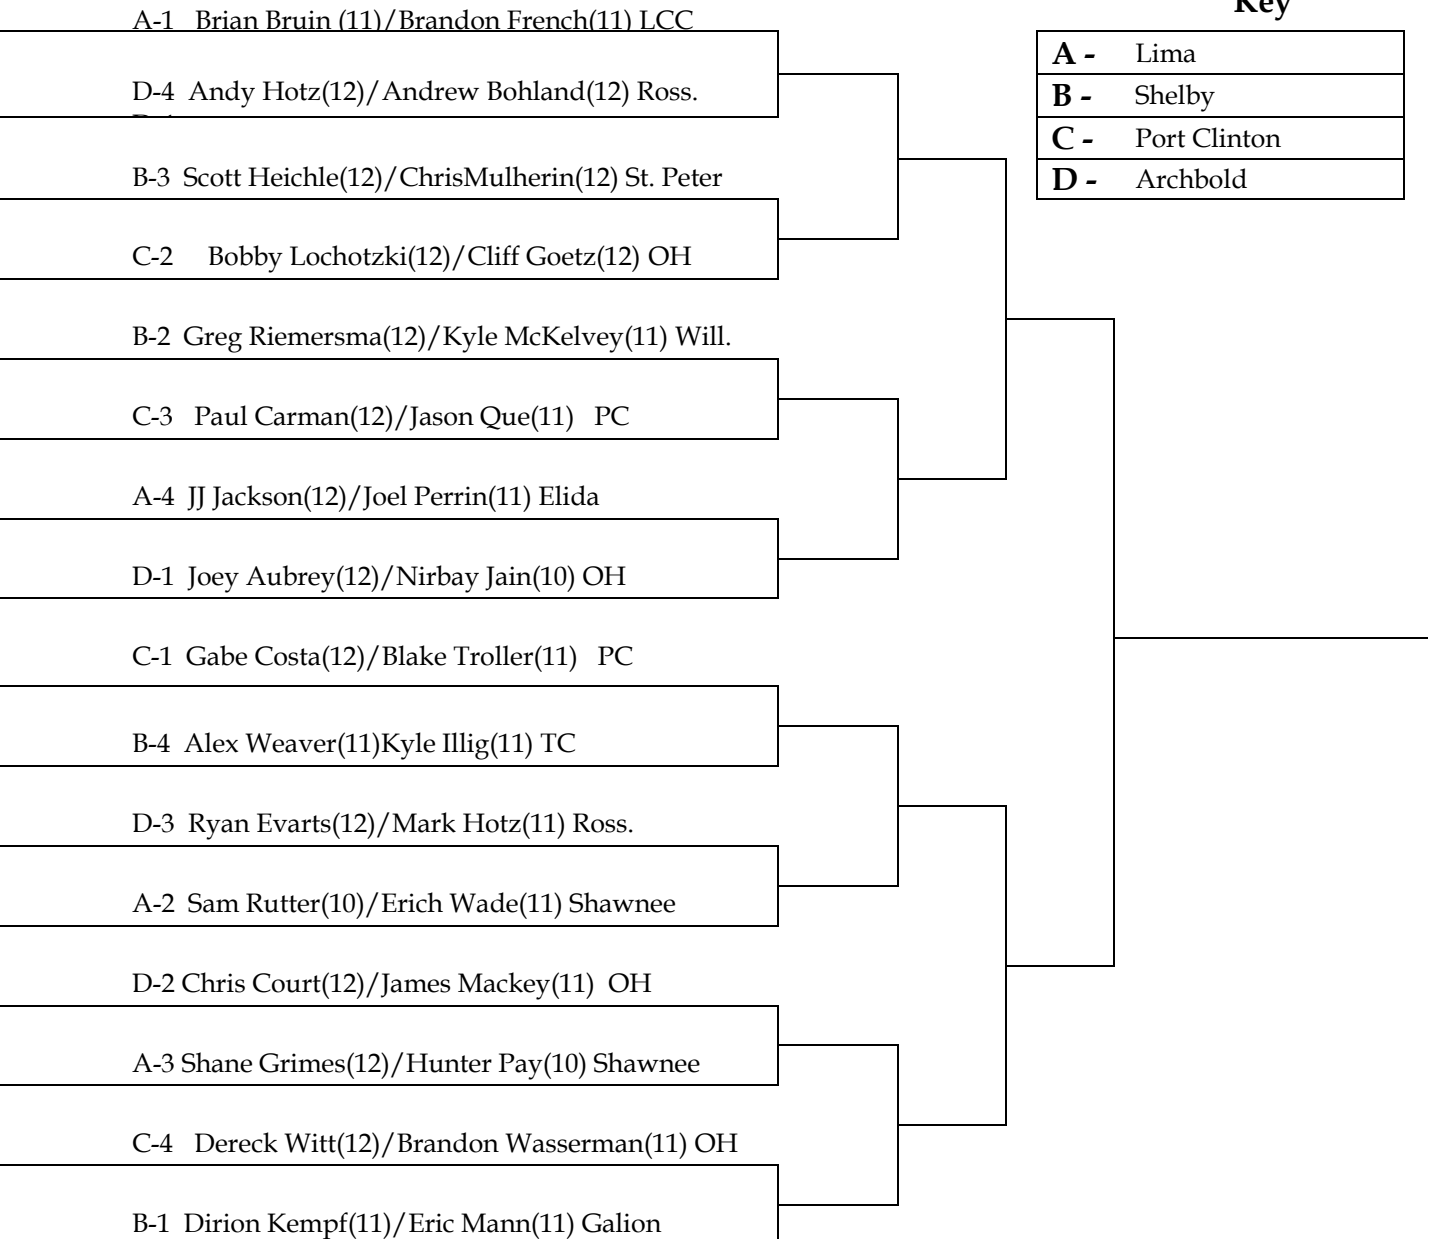 Key
A-1 Brian Bruin (11)/Brandon French(11) LCC
A - Lima
D-4 Andy Hotz(12)/Andrew Bohland(12) Ross.
B - Shelby
C - Port Clinton
B-3 Scott Heichle(12)/ChrisMulherin(12) St. Peter
D - Archbold
C-2 Bobby Lochotzki(12)/Cliff Goetz(12) OH
B-2 Greg Riemersma(12)/Kyle McKelvey(11) Will.
C-3 Paul Carman(12)/Jason Que(11) PC
A-4 JJ Jackson(12)/Joel Perrin(11) Elida
D-1 Joey Aubrey(12)/Nirbay Jain(10) OH
C-1 Gabe Costa(12)/Blake Troller(11) PC
B-4 Alex Weaver(11)Kyle Illig(11) TC
D-3 Ryan Evarts(12)/Mark Hotz(11) Ross.
A-2 Sam Rutter(10)/Erich Wade(11) Shawnee
D-2 Chris Court(12)/James Mackey(11) OH
A-3 Shane Grimes(12)/Hunter Pay(10) Shawnee
C-4 Dereck Witt(12)/Brandon Wasserman(11) OH
B-1 Dirion Kempf(11)/Eric Mann(11) Galion